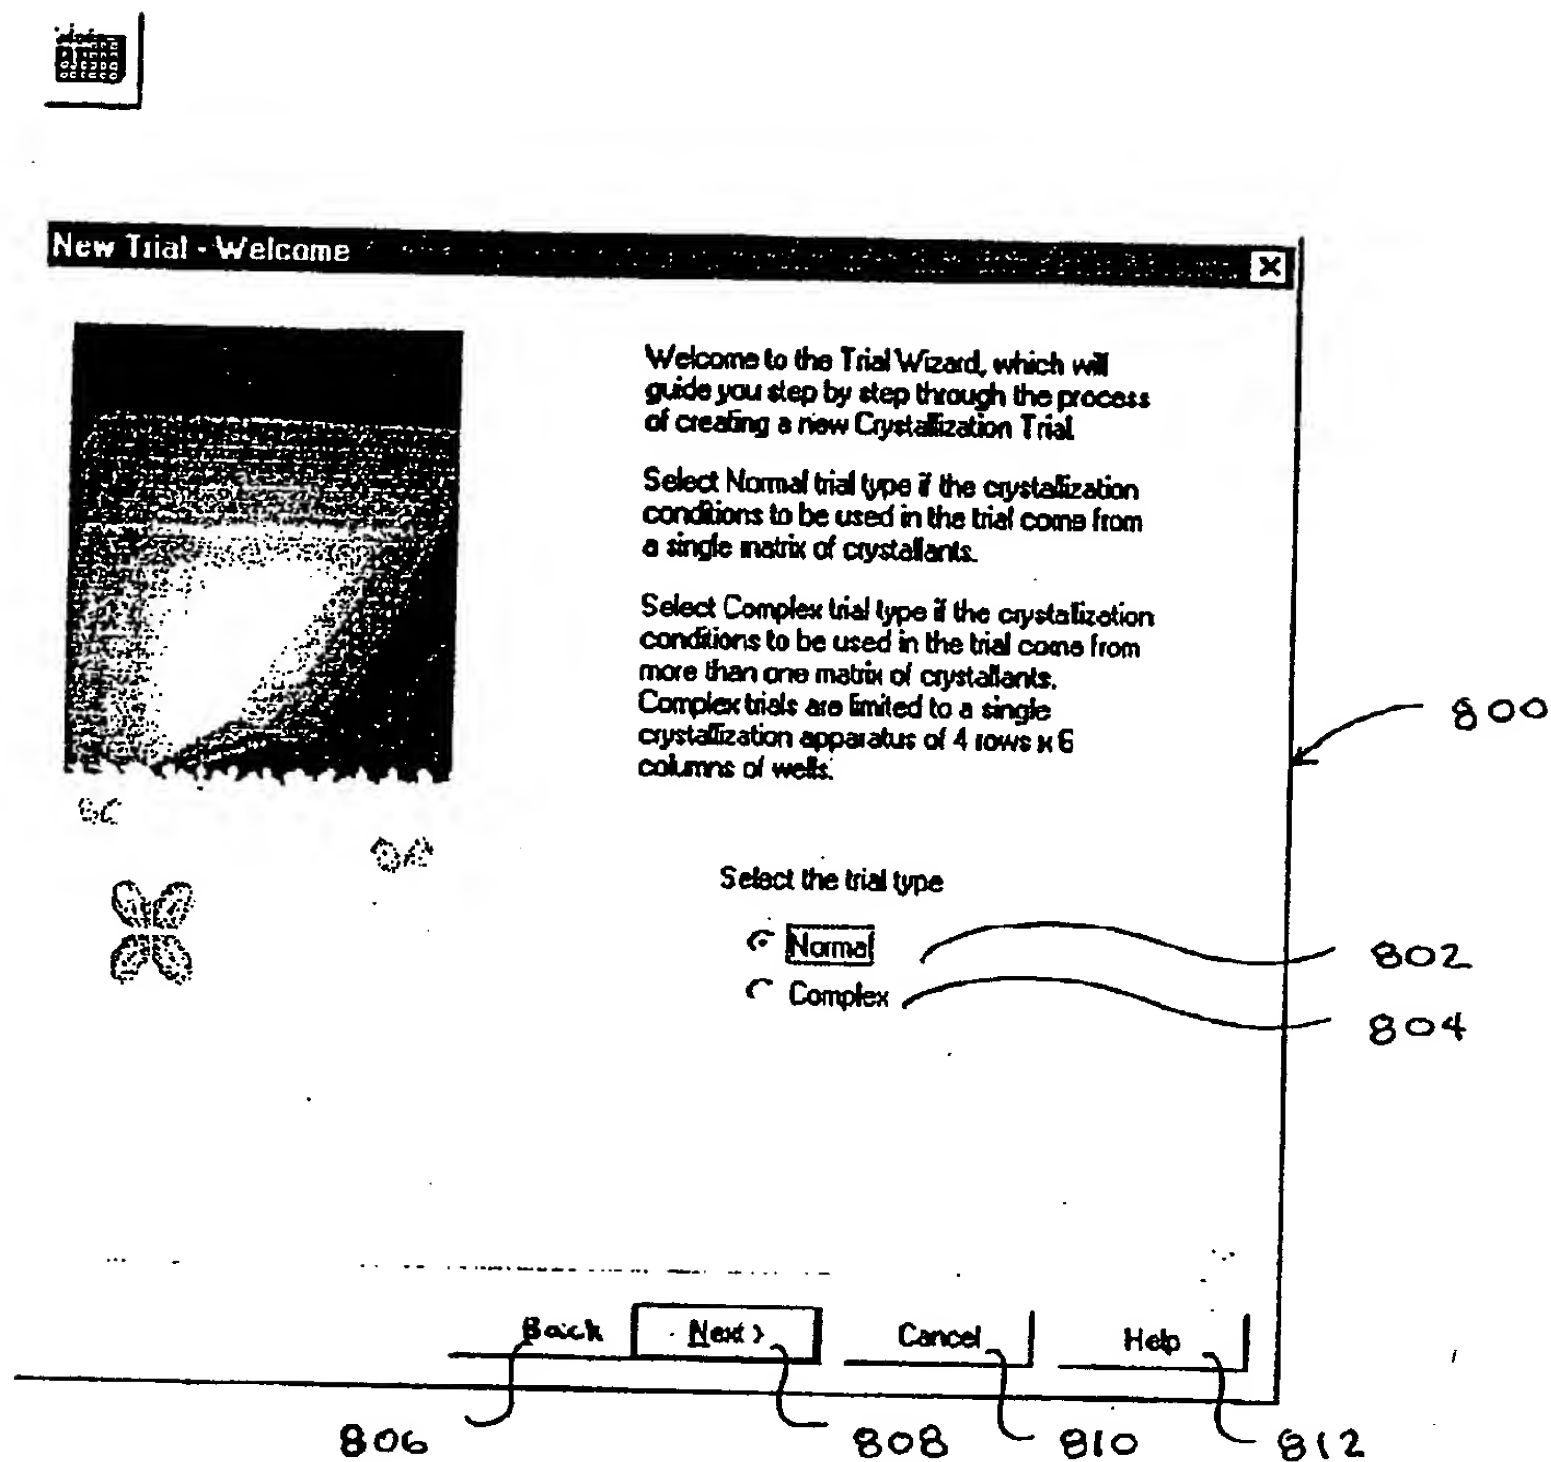 New Trial - Welcome
Welcome to the Trial Wizard, which will
guide you step by step through the process
of creating a new Crystallization Trial
Select Normal trial type if the crystallization
conditions to be used in the trial come from
a single matrix of crystallants.
Select Complex trial type if the crystallization
conditions to be used in the trial come from
more than one matrix of crystallants.
Complex trials are limited to a single
crystallization apparatus of 4 rows x 6
columns of wells.
800
Select the trial type
Normal
802
Complex
804
Back Next > Cancel Help
806 808 810 812